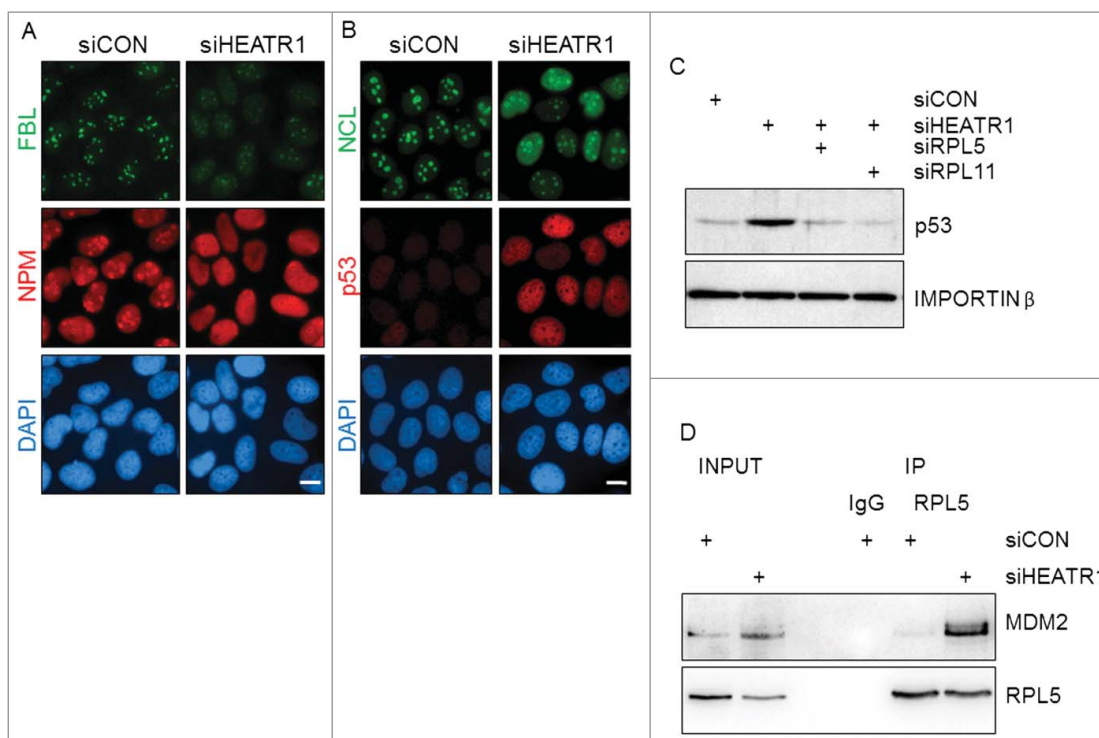 A
siCON siHEATR1
FBL
NPM
DAPI
B
siCON siHEATR1
NCL
p53
DAPI
C
+ siCON
+ + + siHEATR1
+ siRPL5
+ siRPL11
p53
IMPORTIN β
D
INPUT IP
IgG RPL5
+ + + siCON
+ + siHEATR1
MDM2
RPL5